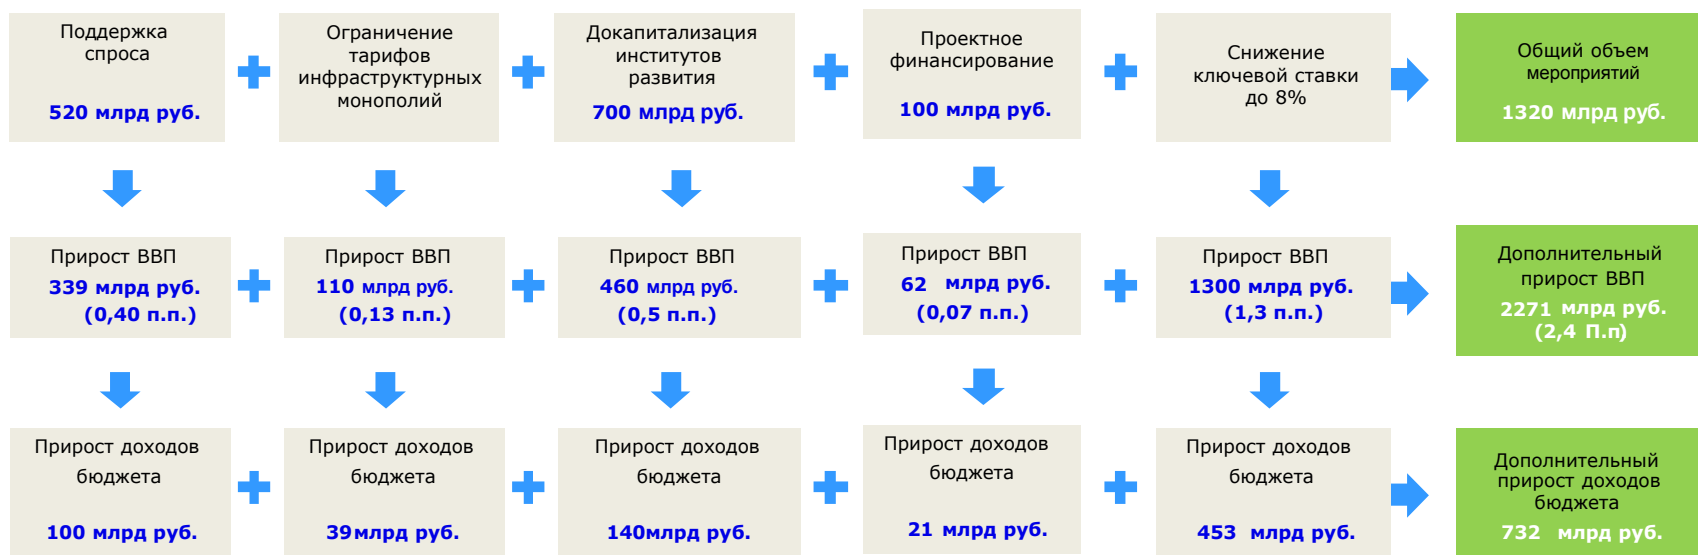 Поддержка
спроса
520 млрд руб.
Ограничение
тарифов
инфраструктурных
монополий
Докапитализация
институтов
развития
700 млрд руб.
Проектное
финансирование
100 млрд руб.
Снижение
ключевой ставки
до 8%
Общий объем
мероприятий
1320 млрд руб.
Прирост ВВП
339 млрд руб.
(0,40 п.п.)
Прирост ВВП
110 млрд руб.
(0,13 п.п.)
Прирост ВВП
460 млрд руб.
(0,5 п.п.)
Прирост ВВП
62 млрд руб.
(0,07 п.п.)
Прирост ВВП
1300 млрд руб.
(1,3 п.п.)
Дополнительный
прирост ВВП
2271 млрд руб.
(2,4 П.п)
Прирост доходов
бюджета
100 млрд руб.
Прирост доходов
бюджета
39млрд руб.
Прирост доходов
бюджета
140млрд руб.
Прирост доходов
бюджета
21 млрд руб.
Прирост доходов
бюджета
453 млрд руб.
Дополнительный
прирост доходов
бюджета
732 млрд руб.